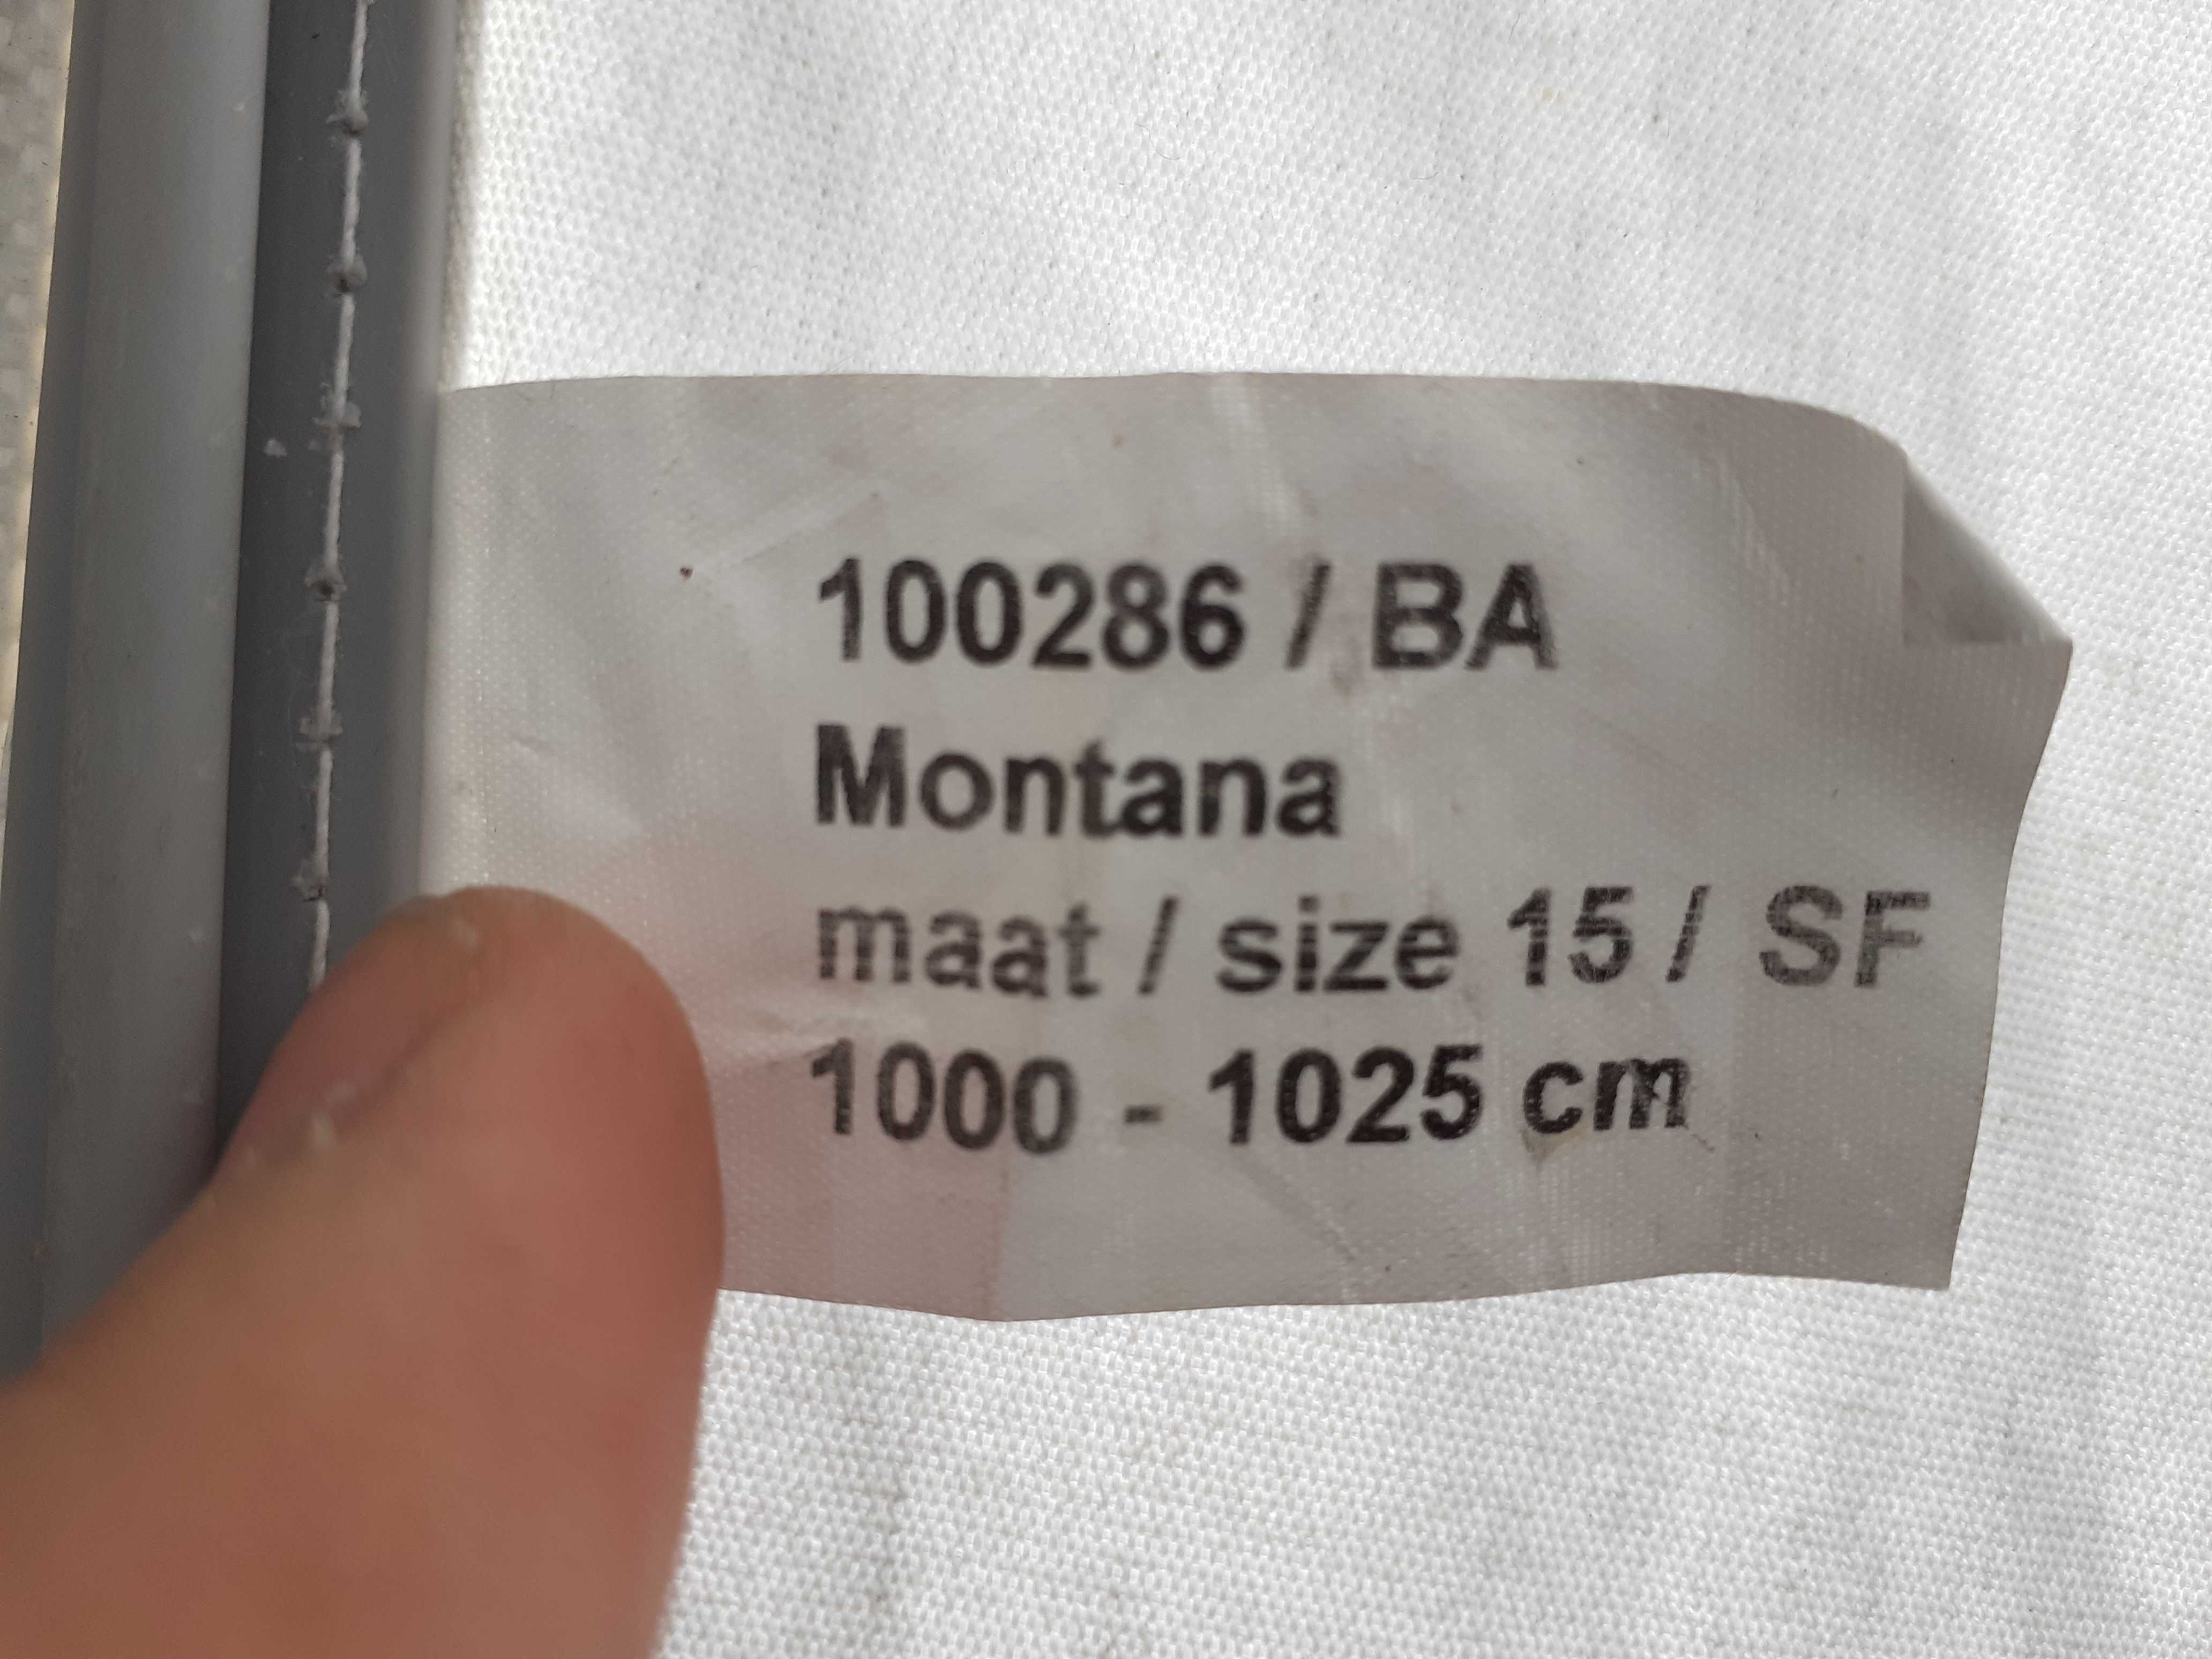 100286 / BA
Montana
maat / size 15 / SF
1000 - 1025 cm